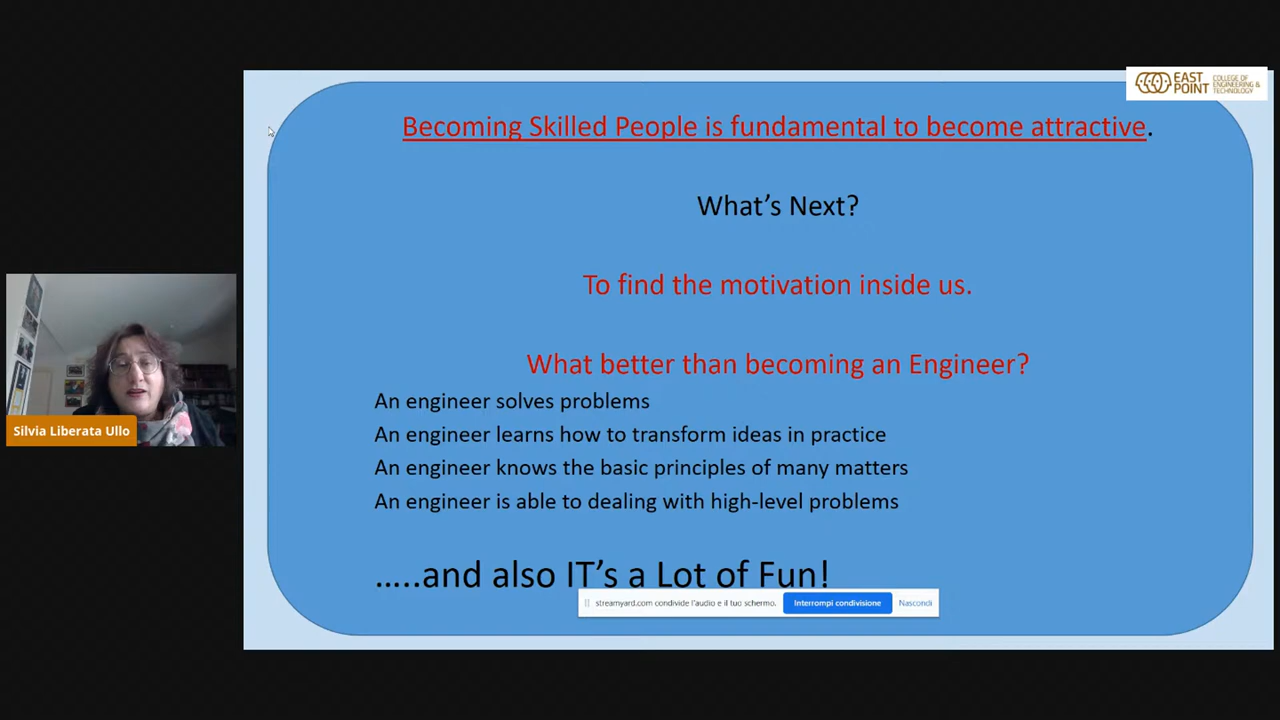 EAST
POINT
COLLEGE OF
ENGINEERING &
TECHNOLOGY
Becoming Skilled People is fundamental to become attractive.
What's Next?
To find the motivation inside us.
What better than becoming an Engineer?
An engineer solves problems
An engineer learns how to transform ideas in practice
An engineer knows the basic principles of many matters
An engineer is able to dealing with high-level problems
…..and also IT's a Lot of Fun!
streamyard.com condivide l'audio e il tuo schermo. Interrompi condivisione Nascondi
Silvia Liberata Ullo